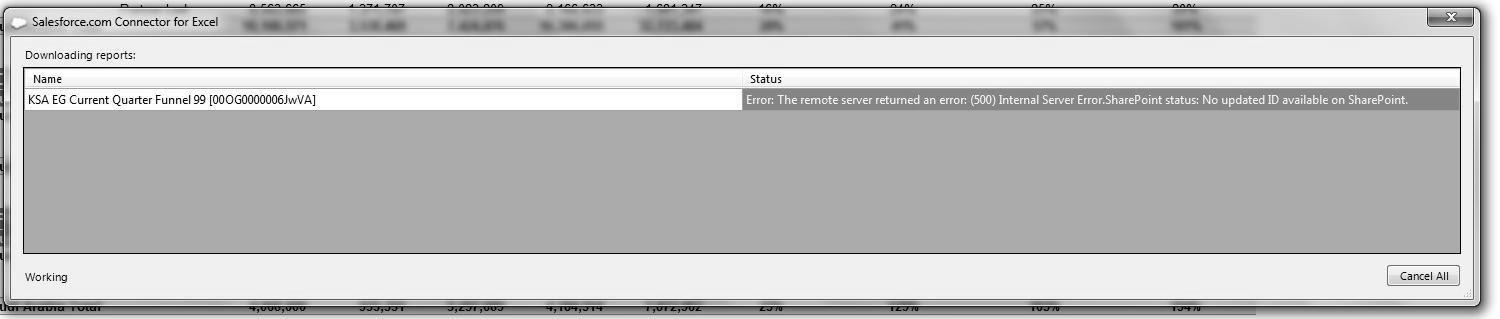 Salesforce.com Connector for Excel
Downloading reports:
Name Status
KSA EG Current Quarter Funnel 99 [00OG0000006JwVA] Error: The remote server returned an error: (500) Internal Server Error.SharePoint status: No updated ID available on SharePoint.
Working Cancel All